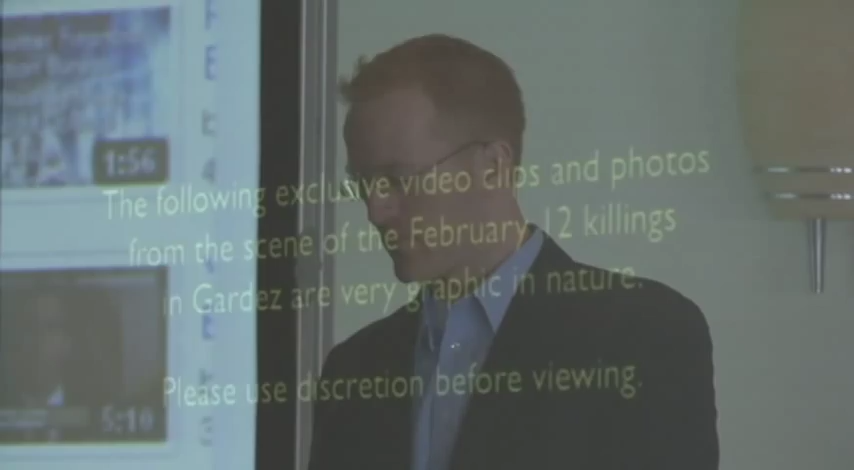 1:56
The following exclusive video clips and photos
from the scene of the February 12 killings
in Gardez are very graphic in nature.
Please use discretion before viewing.
5:10